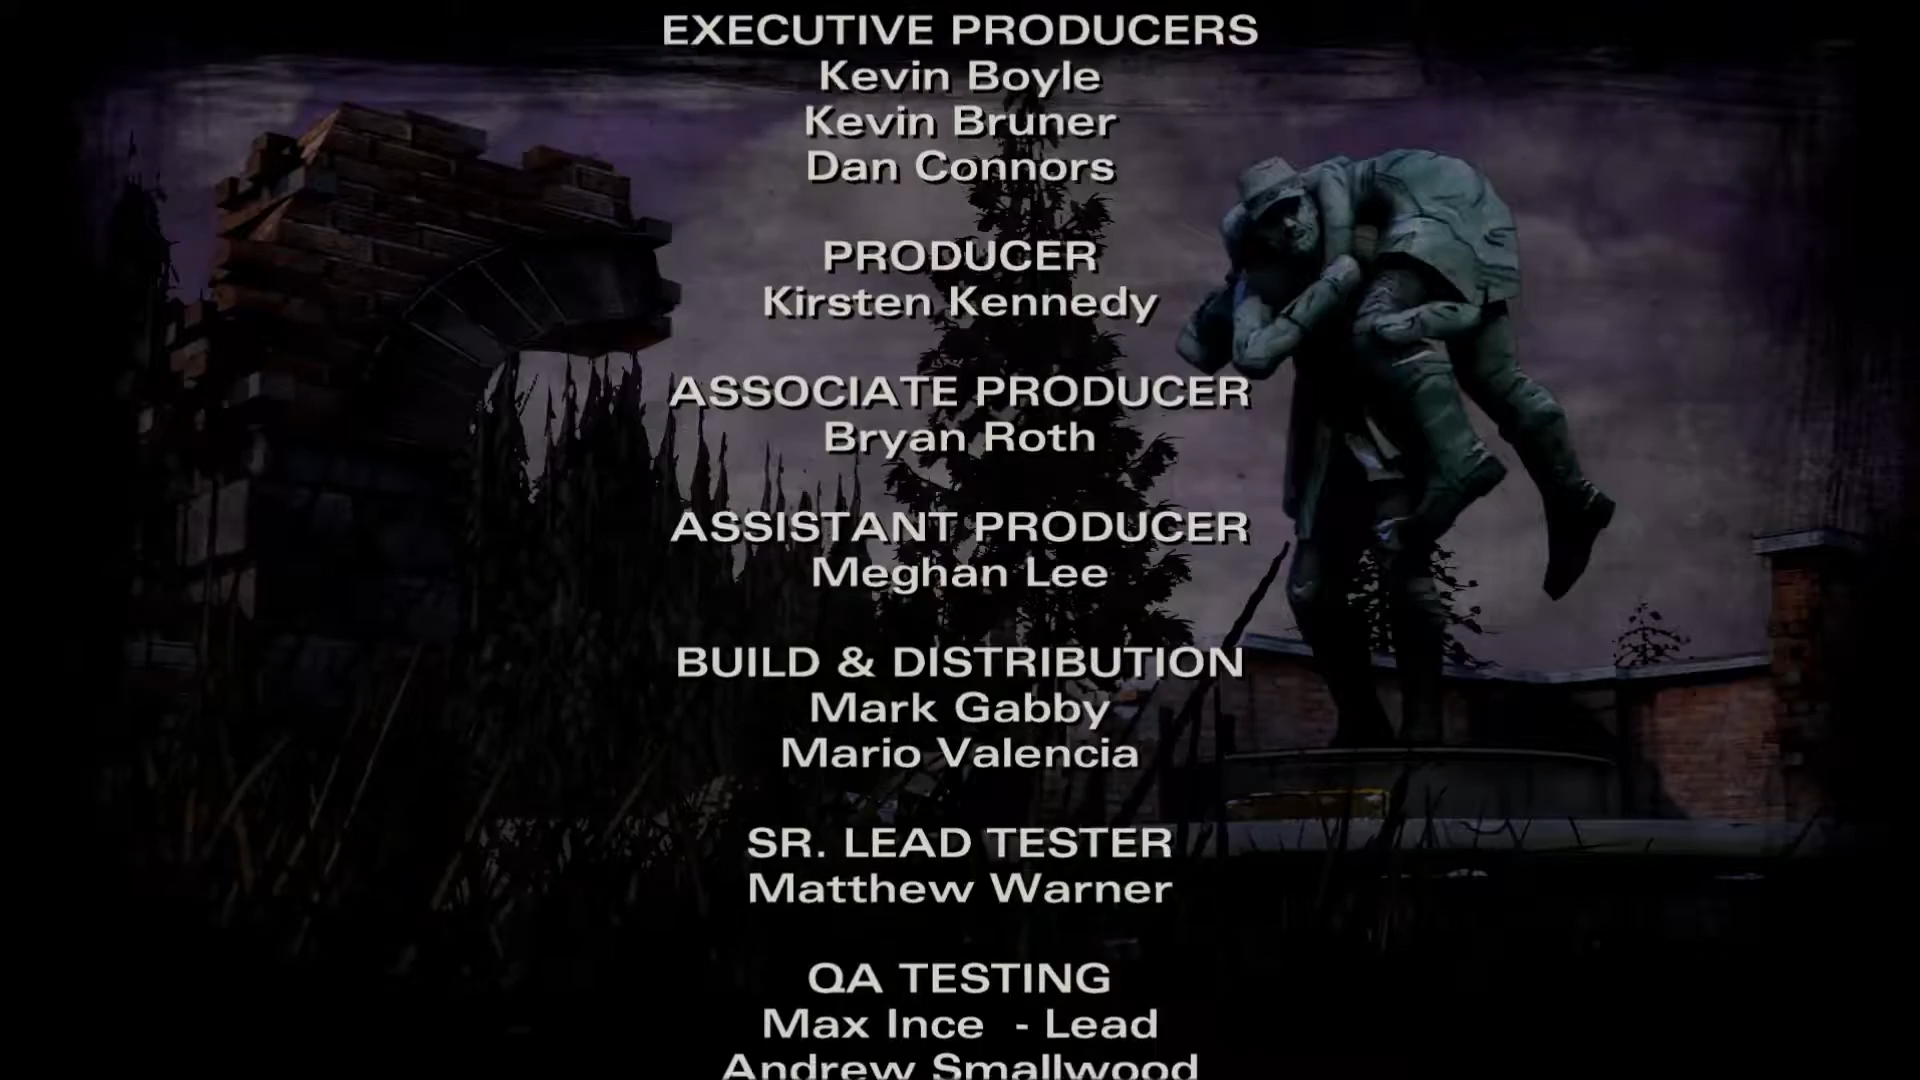 EXECUTIVE PRODUCERS
Kevin Boyle
Kevin Bruner
Dan Connors
PRODUCER
Kirsten Kennedy
ASSOCIATE PRODUCER
Bryan Roth
ASSISTANT PRODUCER
Meghan Lee
BUILD & DISTRIBUTION
Mark Gabby
Mario Valencia
SR. LEAD TESTER
Matthew Warner
QA TESTING
Max Ince - Lead
Andrew Smallwood